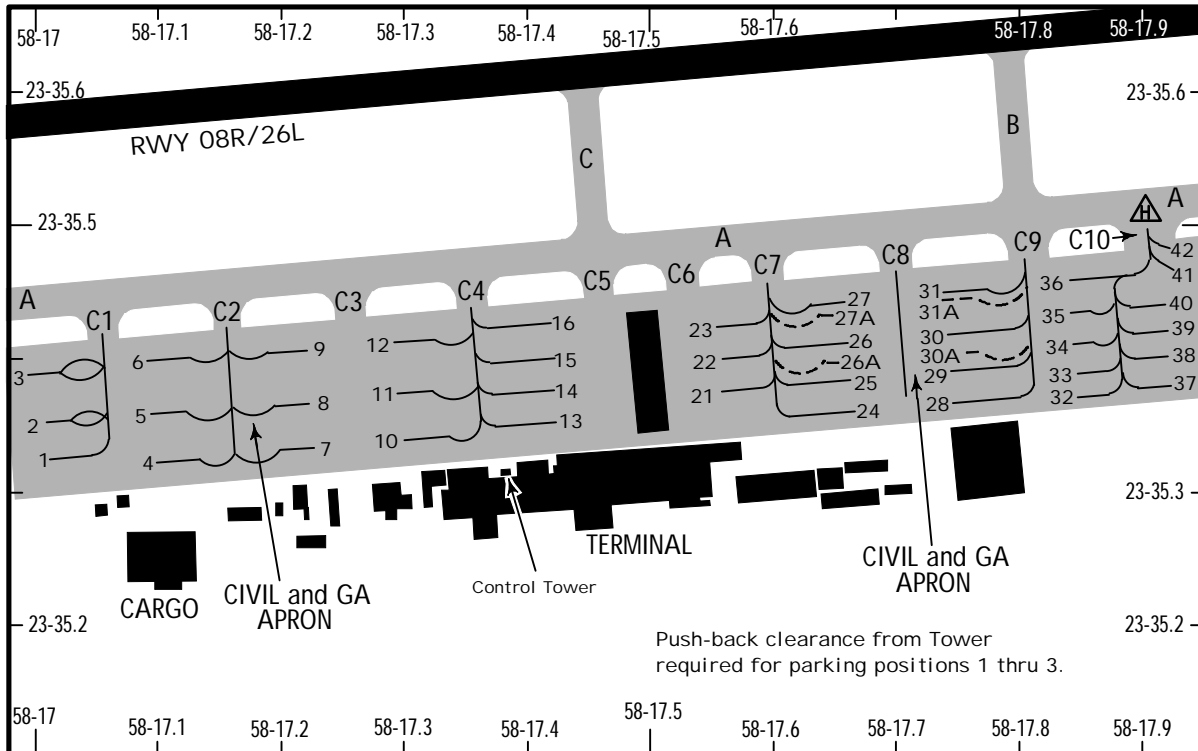 58-17 58-17.1 58-17.2 58-17.3 58-17.4 58-17.5 58-17.6 58-17.8 58-17.9
23-35.6 23-35.6
RWY 08R/26L
C
B
23-35.5
A
A
A
H
C10
C1
C2
C3
C4
C5
C6
C7
C8
C9
3
2
1
6
5
4
9
8
7
12
11
10
16
15
14
13
23
22
21
27
27A
26
26A
25
24
31
31A
30
30A
29
28
36
35
34
33
32
42
41
40
39
38
37
23-35.3
TERMINAL
Control Tower
CARGO
CIVIL and GA
APRON
CIVIL and GA
APRON
23-35.2 23-35.2
Push-back clearance from Tower
required for parking positions 1 thru 3.
58-17 58-17.1 58-17.2 58-17.3 58-17.4 58-17.5 58-17.6 58-17.7 58-17.8 58-17.9